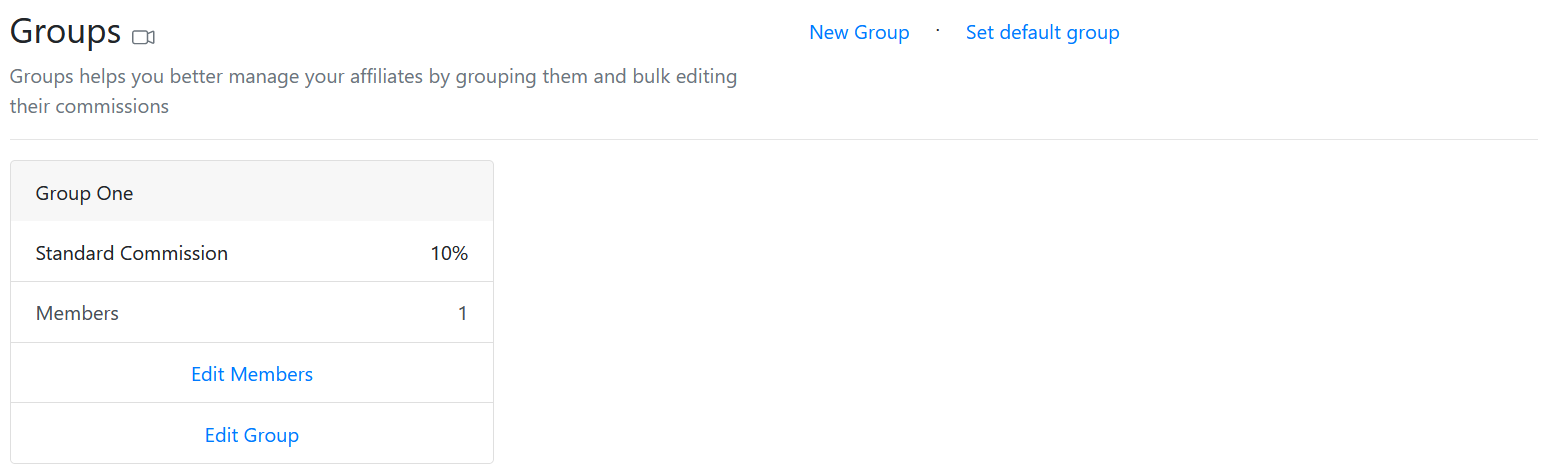 Groups
New Group · Set default group
Groups helps you better manage your affiliates by grouping them and bulk editing
their commissions
Group One
Standard Commission 10%
Members 1
Edit Members
Edit Group